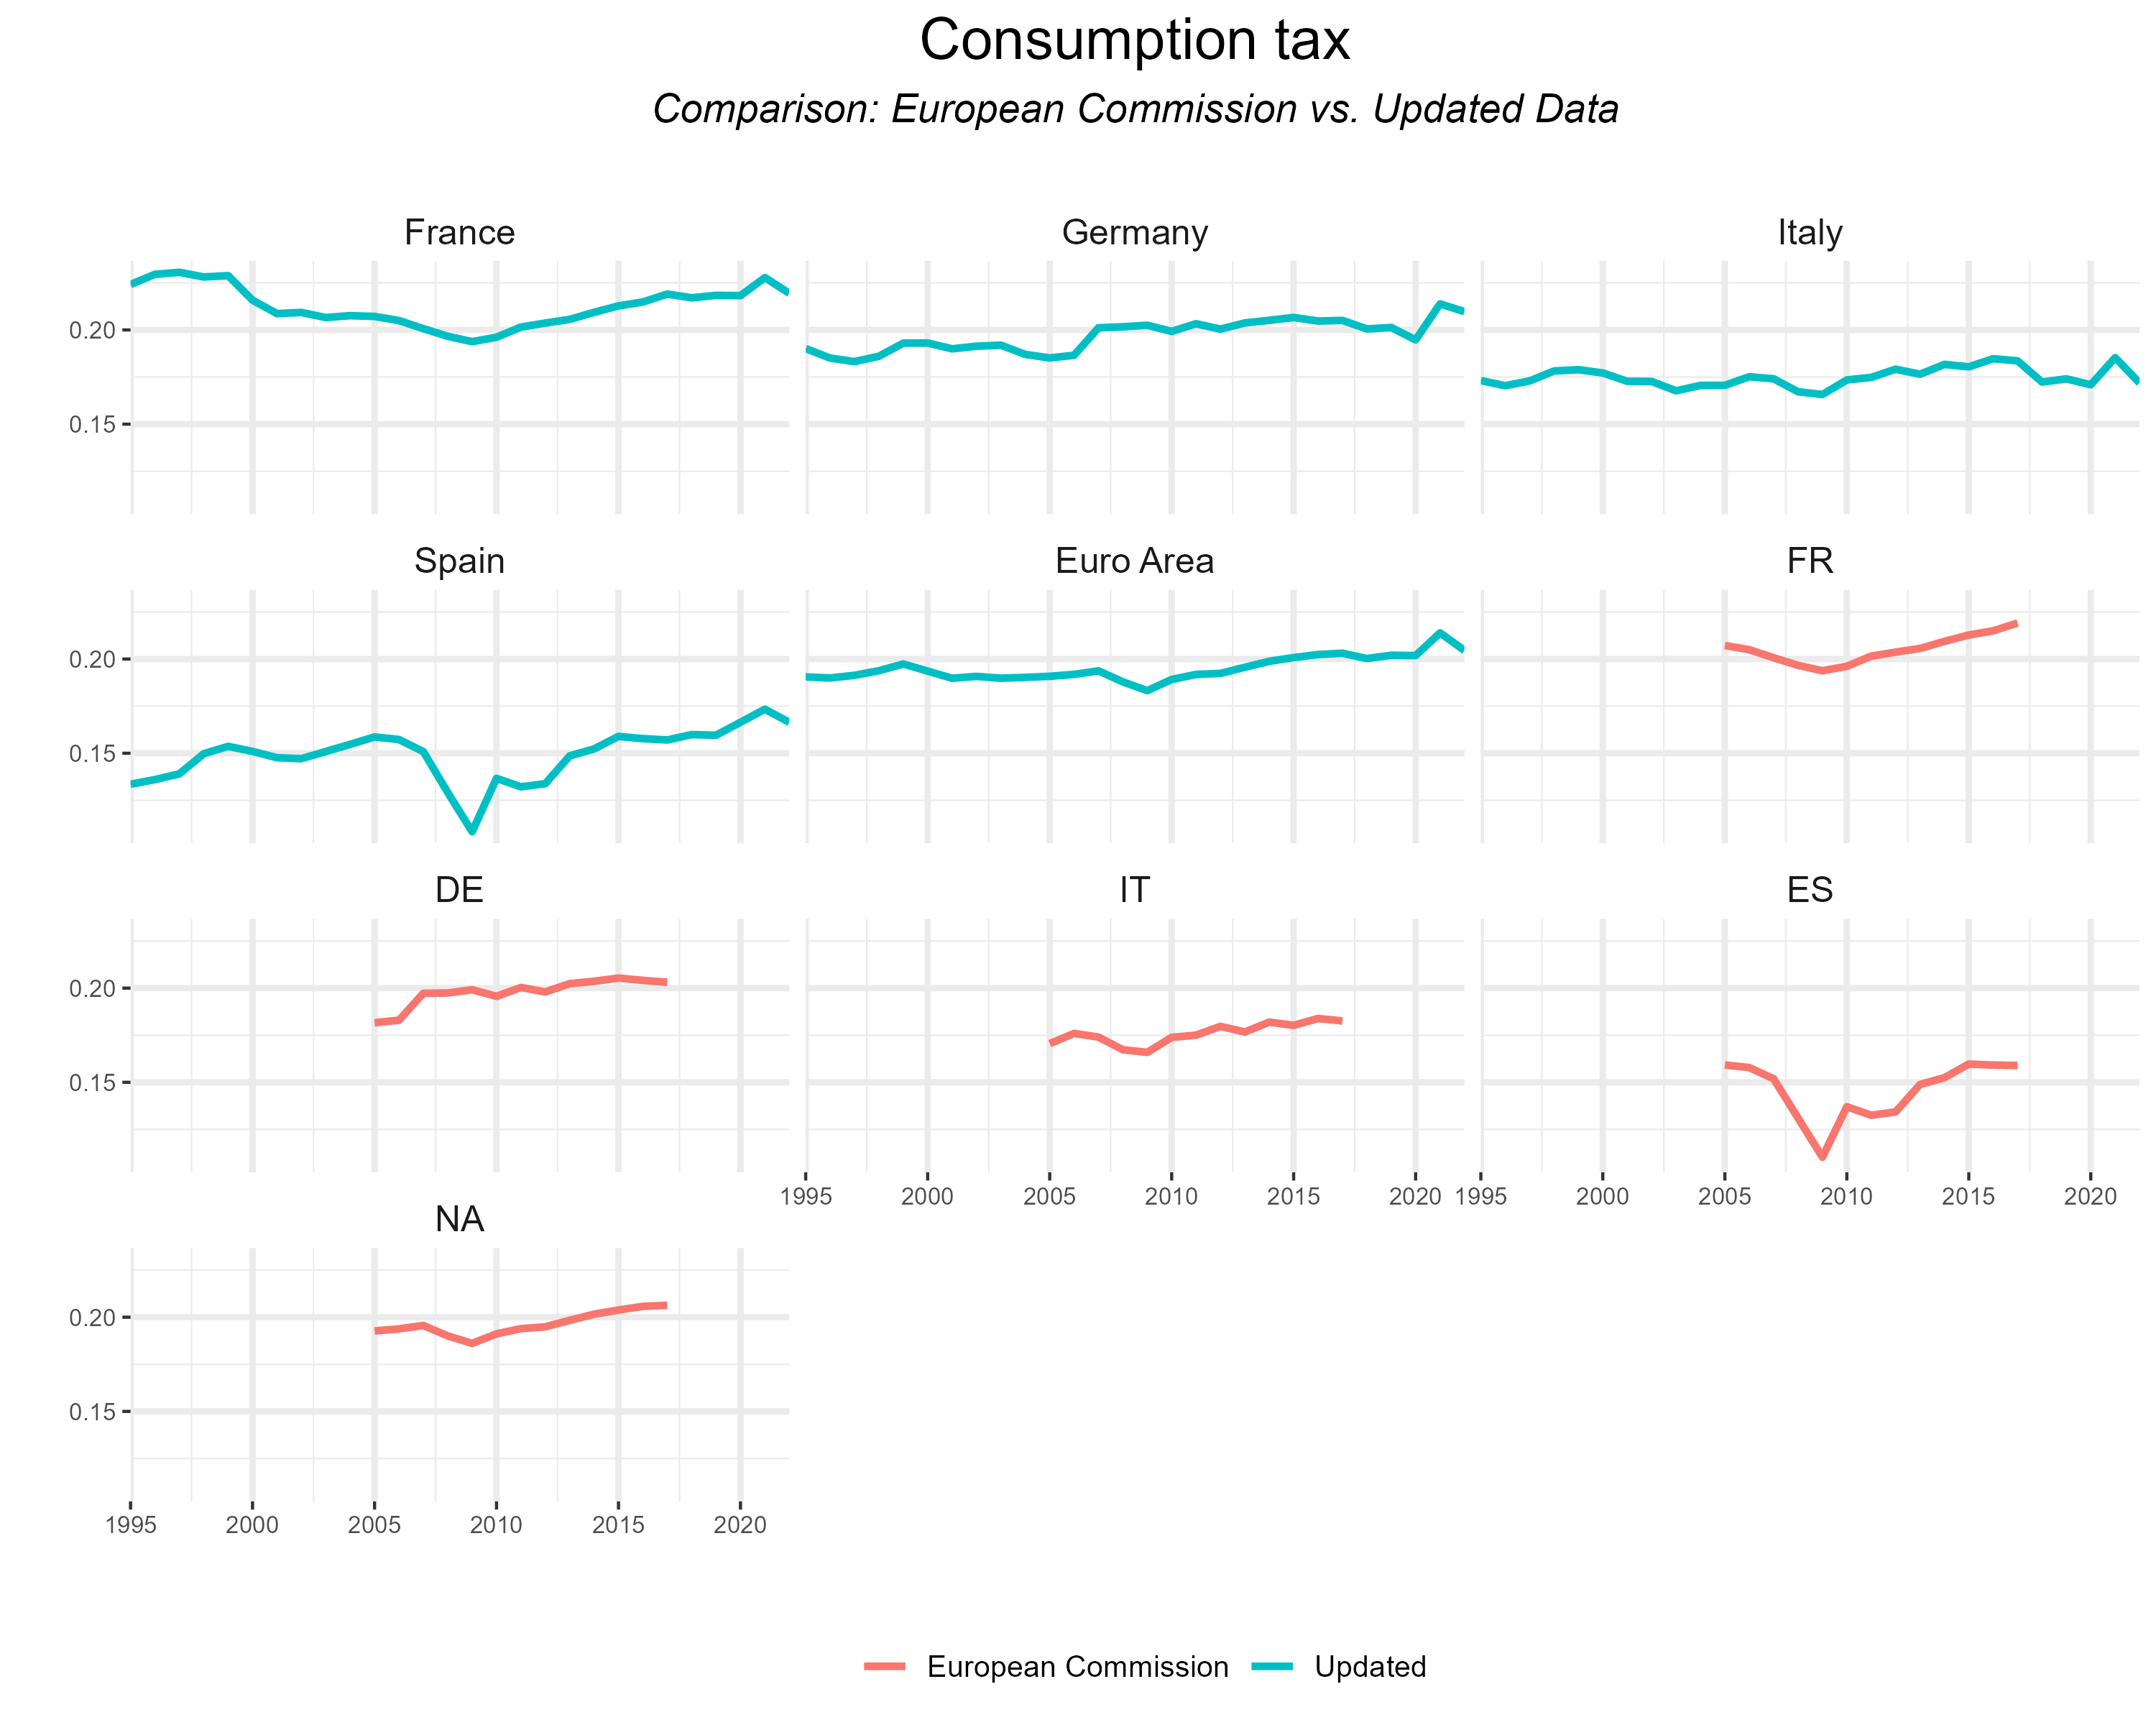 Consumption tax
Comparison: European Commission vs. Updated Data
France Germany Italy
0.20
0.15
Spain Euro Area FR
0.20
0.15
DE IT ES
0.20
0.15
1995 2000 2005 2010 2015 2020 1995 2000 2005 2010 2015 2020
NA
0.20
0.15
1995 2000 2005 2010 2015 2020
European Commission Updated